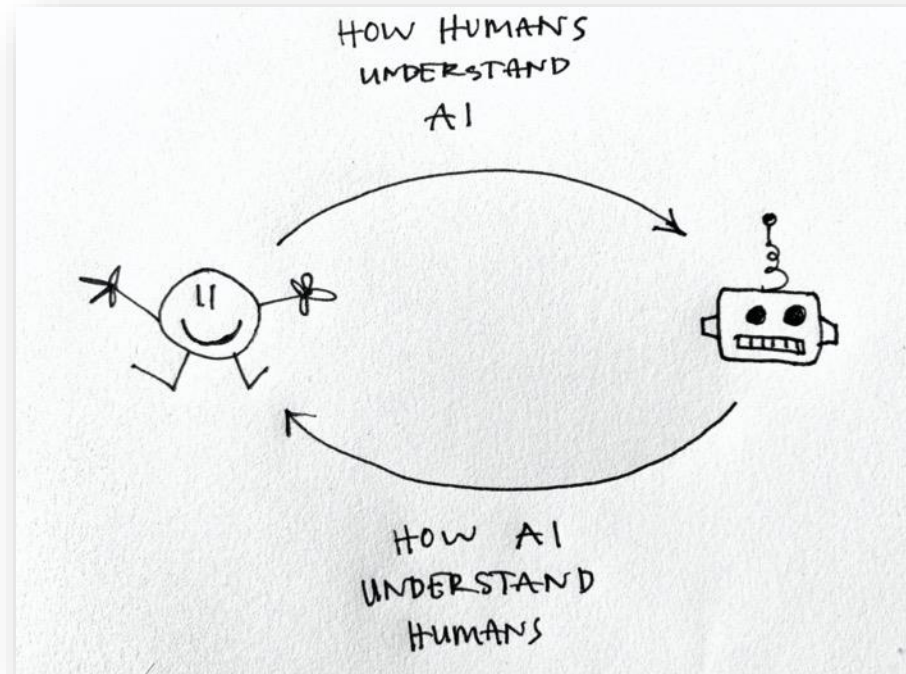 HOW HUMANS
UNDERSTAND
AI
HOW AI
UNDERSTAND
HUMANS